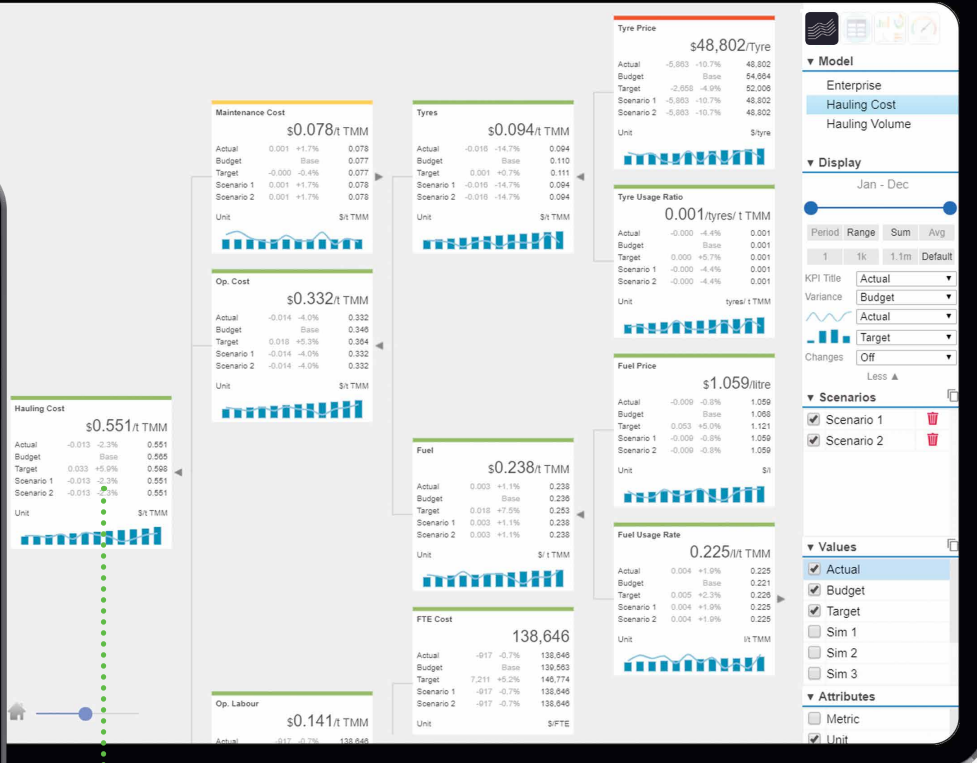 Tyre Price
$48,802/Tyre
Actual -5,863 -10.7% 48,802
Budget Base 54,664
Target -2,658 -4.9% 52,006
Scenario 1 -5,863 -10.7% 48,802
Scenario 2 -5,863 -10.7% 48,802
Unit $/tyre
Maintenance Cost
$0.078/t TMM
Actual 0.001 +1.7% 0.078
Budget Base 0.077
Target -0.000 -0.4% 0.077
Scenario 1 0.001 +1.7% 0.078
Scenario 2 0.001 +1.7% 0.078
Unit $/t TMM
Tyres
$0.094/t TMM
Actual -0.016 -14.7% 0.094
Budget Base 0.110
Target 0.001 +0.7% 0.111
Scenario 1 -0.016 -14.7% 0.094
Scenario 2 -0.016 -14.7% 0.094
Unit $/t TMM
Tyre Usage Ratio
0.001/tyres/ t TMM
Actual -0.000 -4.4% 0.001
Budget Base 0.001
Target 0.000 +5.7% 0.001
Scenario 1 -0.000 -4.4% 0.001
Scenario 2 -0.000 -4.4% 0.001
Unit tyres/ t TMM
Op. Cost
$0.332/t TMM
Actual -0.014 -4.0% 0.332
Budget Base 0.346
Target 0.018 +5.3% 0.364
Scenario 1 -0.014 -4.0% 0.332
Scenario 2 -0.014 -4.0% 0.332
Unit $/t TMM
Fuel Price
$1.059/litre
Actual -0.009 -0.8% 1.059
Budget Base 1.068
Target 0.053 +5.0% 1.121
Scenario 1 -0.009 -0.8% 1.059
Scenario 2 -0.009 -0.8% 1.059
Unit $/l
Hauling Cost
$0.551/t TMM
Actual -0.013 -2.3% 0.551
Budget Base 0.565
Target 0.033 +5.9% 0.598
Scenario 1 -0.013 -2.3% 0.551
Scenario 2 -0.013 -2.3% 0.551
Unit $/t TMM
Fuel
$0.238/t TMM
Actual 0.003 +1.1% 0.238
Budget Base 0.236
Target 0.018 +7.5% 0.253
Scenario 1 0.003 +1.1% 0.238
Scenario 2 0.003 +1.1% 0.238
Unit $/ t TMM
Fuel Usage Rate
0.225/l/t TMM
Actual 0.004 +1.9% 0.225
Budget Base 0.221
Target 0.005 +2.3% 0.226
Scenario 1 0.004 +1.9% 0.225
Scenario 2 0.004 +1.9% 0.225
Unit l/t TMM
FTE Cost
138,646
Actual -917 -0.7% 138,646
Budget Base 139,563
Target 7,211 +5.2% 146,774
Scenario 1 -917 -0.7% 138,646
Scenario 2 -917 -0.7% 138,646
Unit $/FTE
Op. Labour
$0.141/t TMM
Actual -917 -0.7% 138,646
▼ Model
Enterprise
Hauling Cost
Hauling Volume
▼ Display
Jan - Dec
Period Range Sum Avg
1 1k 1.1m Default
KPI Title Actual
Variance Budget
Actual
Target
Changes Off
Less ▲
▼ Scenarios
Scenario 1
Scenario 2
▼ Values
Actual
Budget
Target
Sim 1
Sim 2
Sim 3
▼ Attributes
Metric
Unit